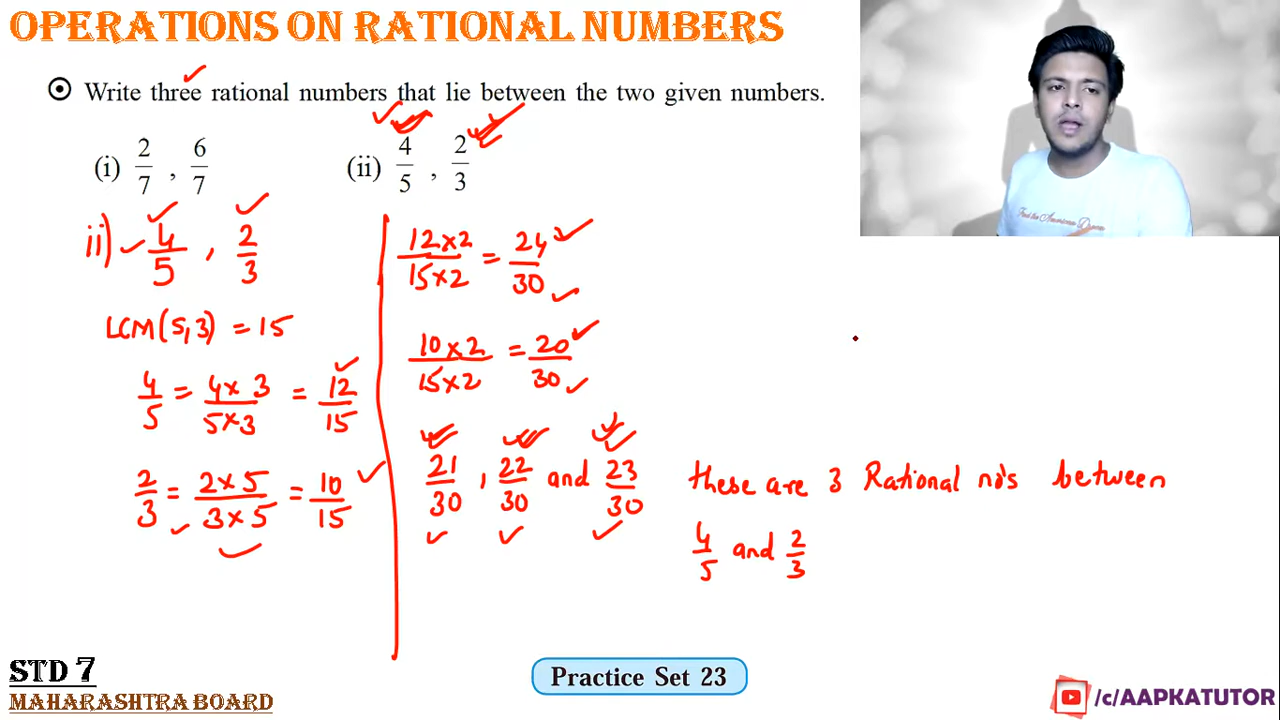 OPERATIONS ON RATIONAL NUMBERS
Write three rational numbers that lie between the two given numbers.
(i) 2/7 , 6/7 (ii) 4/5 , 2/3
ii) 4/5 , 2/3
LCM(5,3) = 15
4/5 = 4×3/5×3 = 12/15
2/3 = 2×5/3×5 = 10/15
12×2/15×2 = 24/30
10×2/15×2 = 20/30
21/30 , 22/30 and 23/30 these are 3 Rational no's between
4/5 and 2/3
STD 7
MAHARASHTRA BOARD
Practice Set 23
/c/AAPKATUTOR